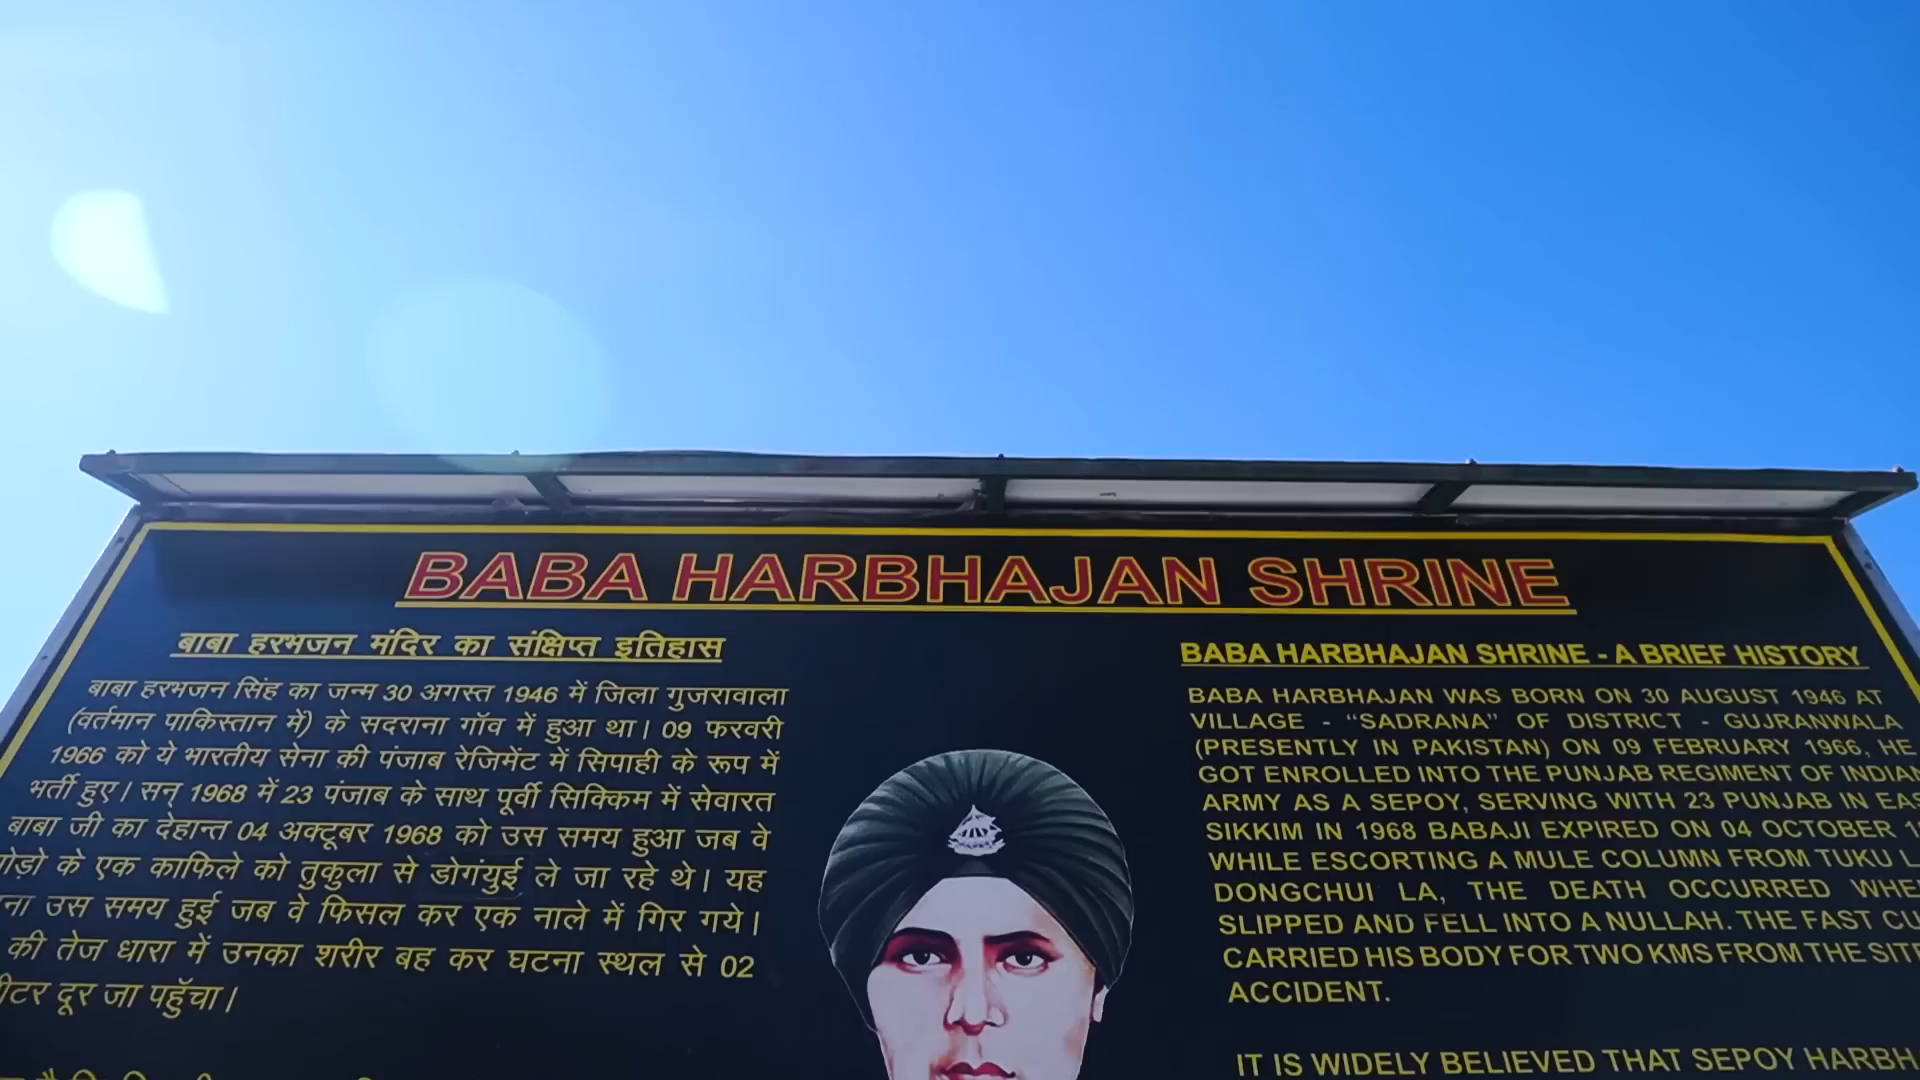 BABA HARBHAJAN SHRINE
बाबा हरभजन मंदिर का संक्षिप्त इतिहास
बाबा हरभजन सिंह का जन्म 30 अगस्त 1946 में जिला गुजरावाला
(वर्तमान पाकिस्तान में) के सदराना गॉव में हुआ था। 09 फरवरी
1966 को ये भारतीय सेना की पंजाब रेजिमेंट में सिपाही के रूप में
भर्ती हुए। सन् 1968 में 23 पंजाब के साथ पूर्वी सिक्किम में सेवारत
बाबा जी का देहान्त 04 अक्टूबर 1968 को उस समय हुआ जब वे
के एक काफिले को तुकुला से डोगंयुई ले जा रहे थे। यह
उस समय हुई जब वे फिसल कर एक नाले में गिर गये।
की तेज धारा में उनका शरीर बह कर घटना स्थल से 02
दूर जा पहुॅचा।
BABA HARBHAJAN SHRINE - A BRIEF HISTORY
BABA HARBHAJAN WAS BORN ON 30 AUGUST 1946 AT
VILLAGE - “SADRANA” OF DISTRICT - GUJRANWALA
(PRESENTLY IN PAKISTAN) ON 09 FEBRUARY 1966, HE
GOT ENROLLED INTO THE PUNJAB REGIMENT OF INDIAN
ARMY AS A SEPOY, SERVING WITH 23 PUNJAB IN
SIKKIM IN 1968 BABAJI EXPIRED ON 04 OCTOBER
WHILE ESCORTING A MULE COLUMN FROM TUKU
DONGCHUI LA, THE DEATH OCCURRED
SLIPPED AND FELL INTO A NULLAH. THE FAST
CARRIED HIS BODY FOR TWO KMS FROM THE SITE
ACCIDENT.
IT IS WIDELY BELIEVED THAT SEPOY